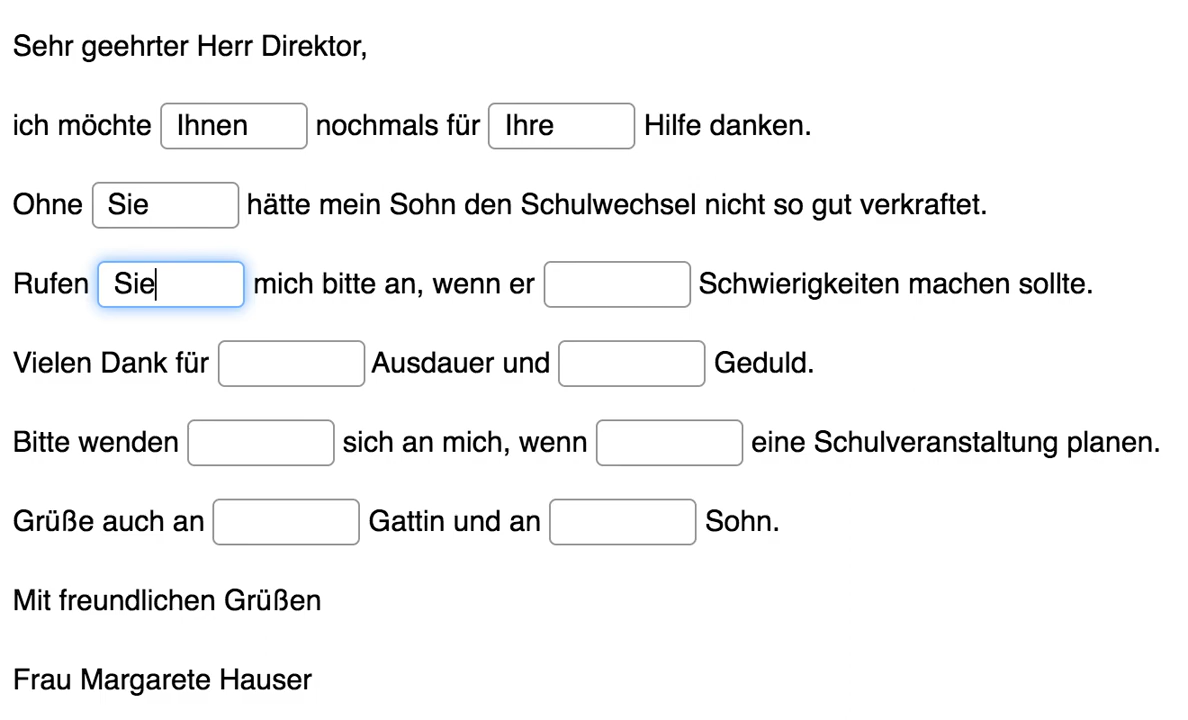 Sehr geehrter Herr Direktor,
ich möchte Ihnen nochmals für Ihre Hilfe danken.
Ohne Sie hätte mein Sohn den Schulwechsel nicht so gut verkraftet.
Rufen Sie mich bitte an, wenn er Schwierigkeiten machen sollte.
Vielen Dank für Ausdauer und Geduld.
Bitte wenden sich an mich, wenn eine Schulveranstaltung planen.
Grüße auch an Gattin und an Sohn.
Mit freundlichen Grüßen
Frau Margarete Hauser